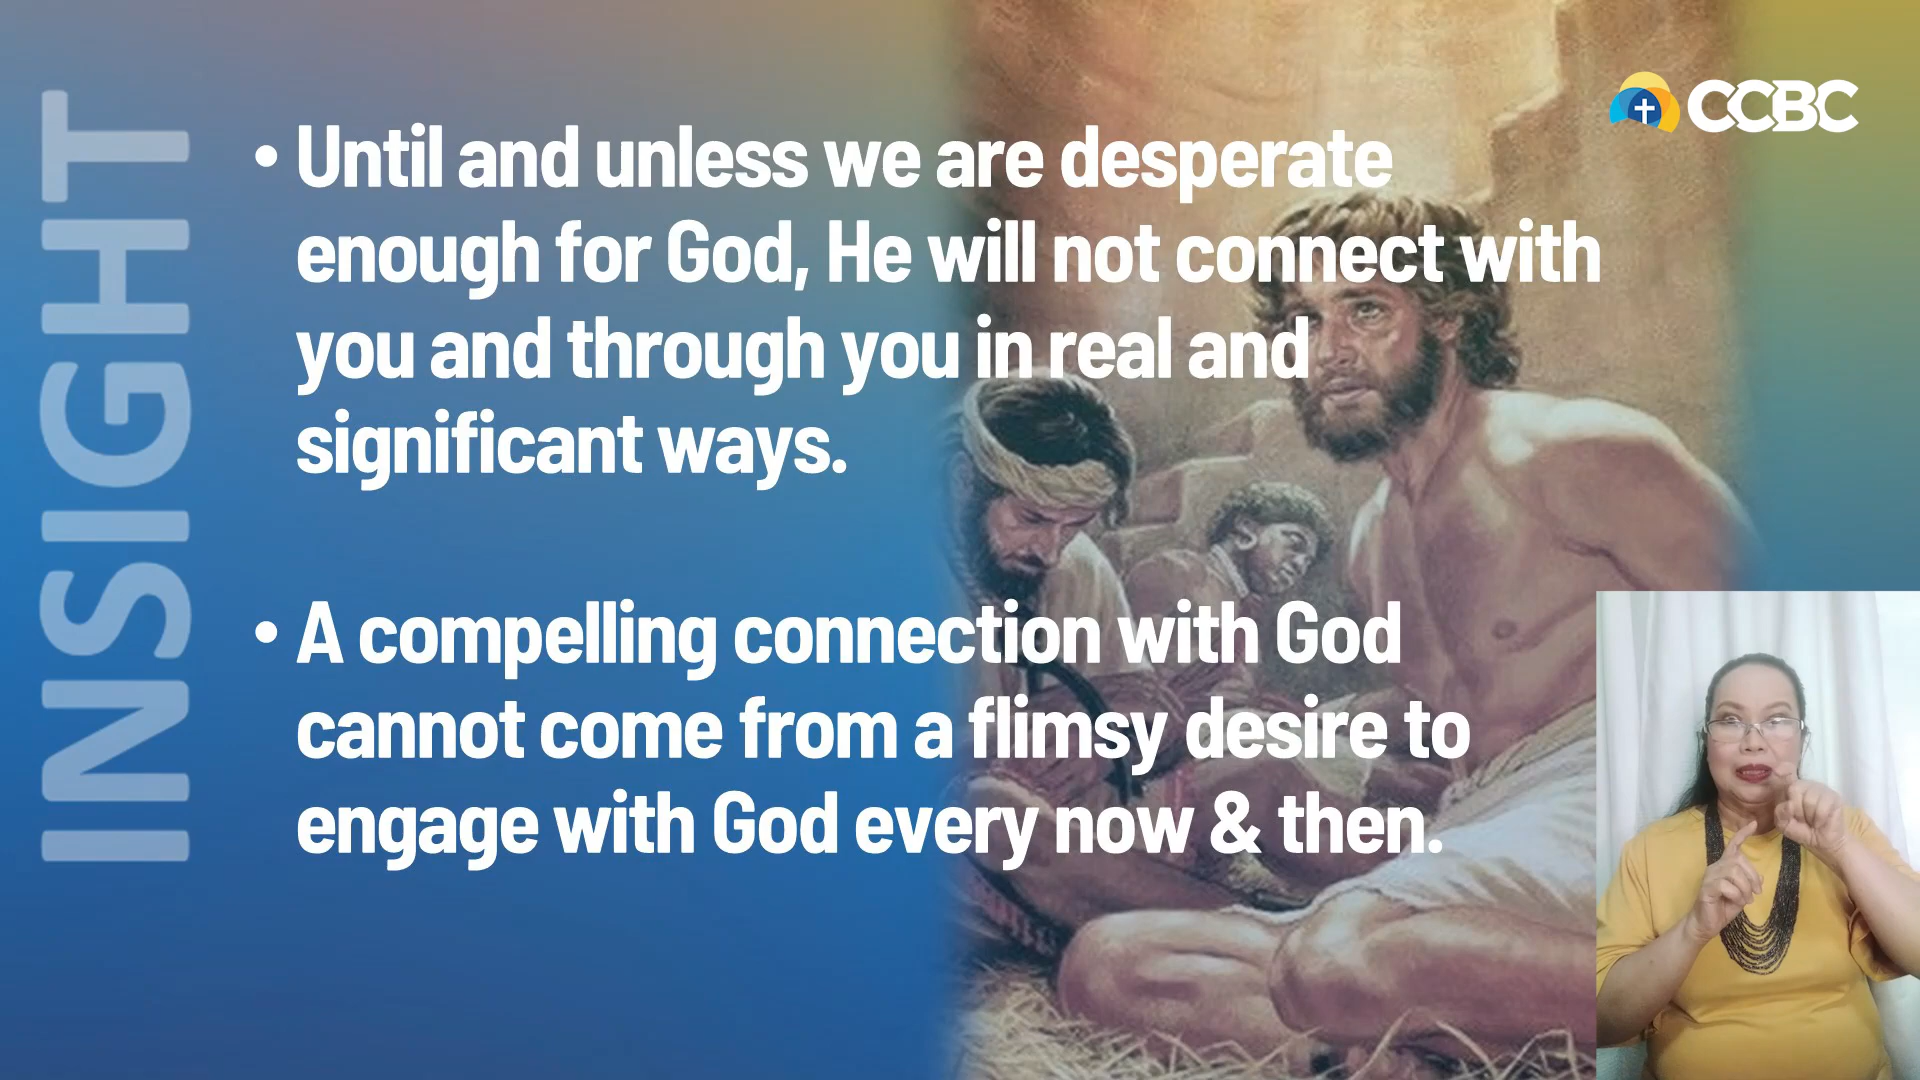 INSIGHT
CCBC
• Until and unless we are desperate
enough for God, He will not connect with
you and through you in real and
significant ways.
• A compelling connection with God
cannot come from a flimsy desire to
engage with God every now & then.